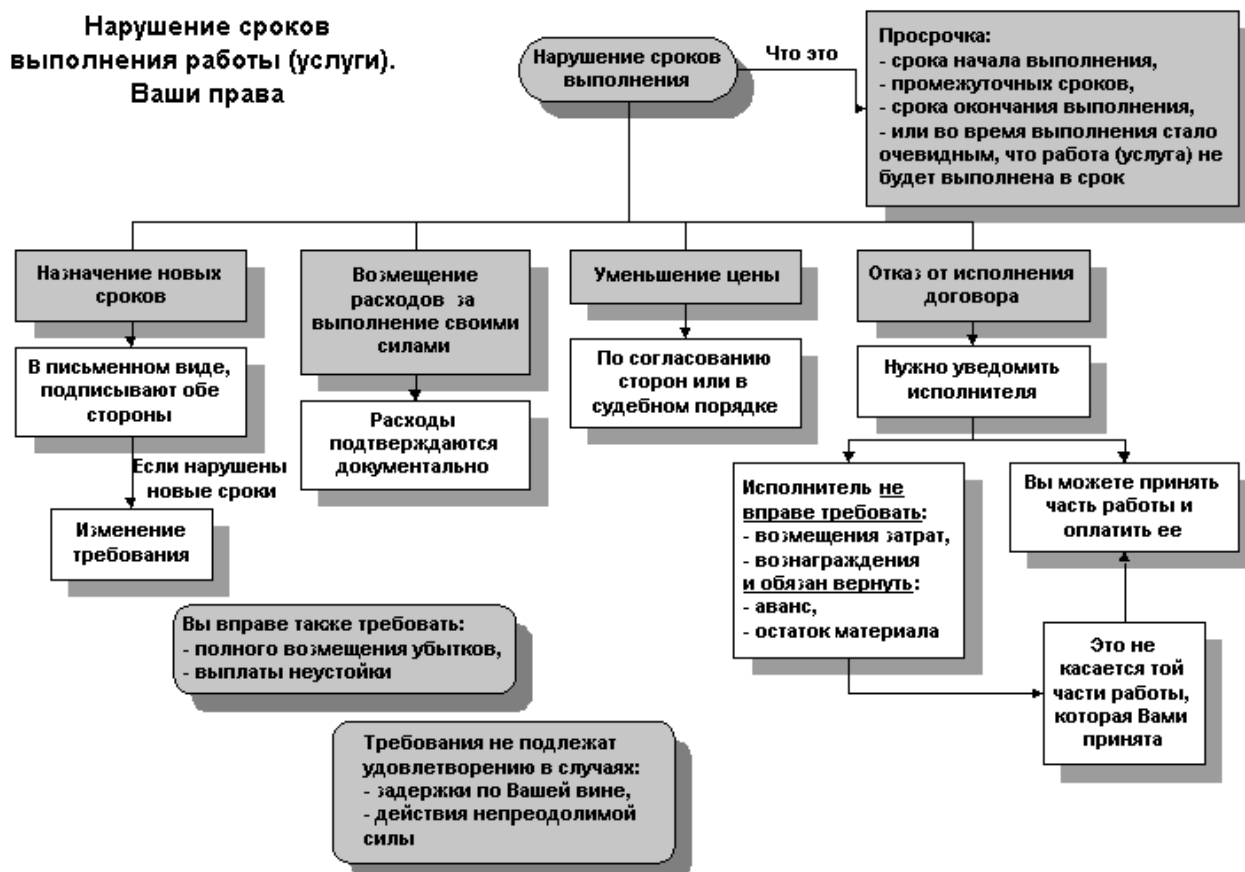 Нарушение сроков
выполнения работы (услуги).
Ваши права
Нарушение сроков
выполнения
Что это
Просрочка:
- срока начала выполнения,
- промежуточных сроков,
- срока окончания выполнения,
- или во время выполнения стало
очевидным, что работа (услуга) не
будет выполнена в срок
Назначение новых
сроков
В письменном виде,
подписывают обе
стороны
Если нарушены
новые сроки
Изменение
требования
Возмещение
расходов за
выполнение своими
силами
Расходы
подтверждаются
документально
Уменьшение цены
По согласованию
сторон или в
судебном порядке
Отказ от исполнения
договора
Нужно уведомить
исполнителя
Исполнитель не
вправе требовать:
- возмещения затрат,
- вознаграждения
и обязан вернуть:
- аванс,
- остаток материала
Вы можете принять
часть работы и
оплатить ее
Это не
касается той
части работы,
которая Вами
принята
Вы вправе также требовать:
- полного возмещения убытков,
- выплаты неустойки
Требования не подлежат
удовлетворению в случаях:
- задержки по Вашей вине,
- действия непреодолимой
силы